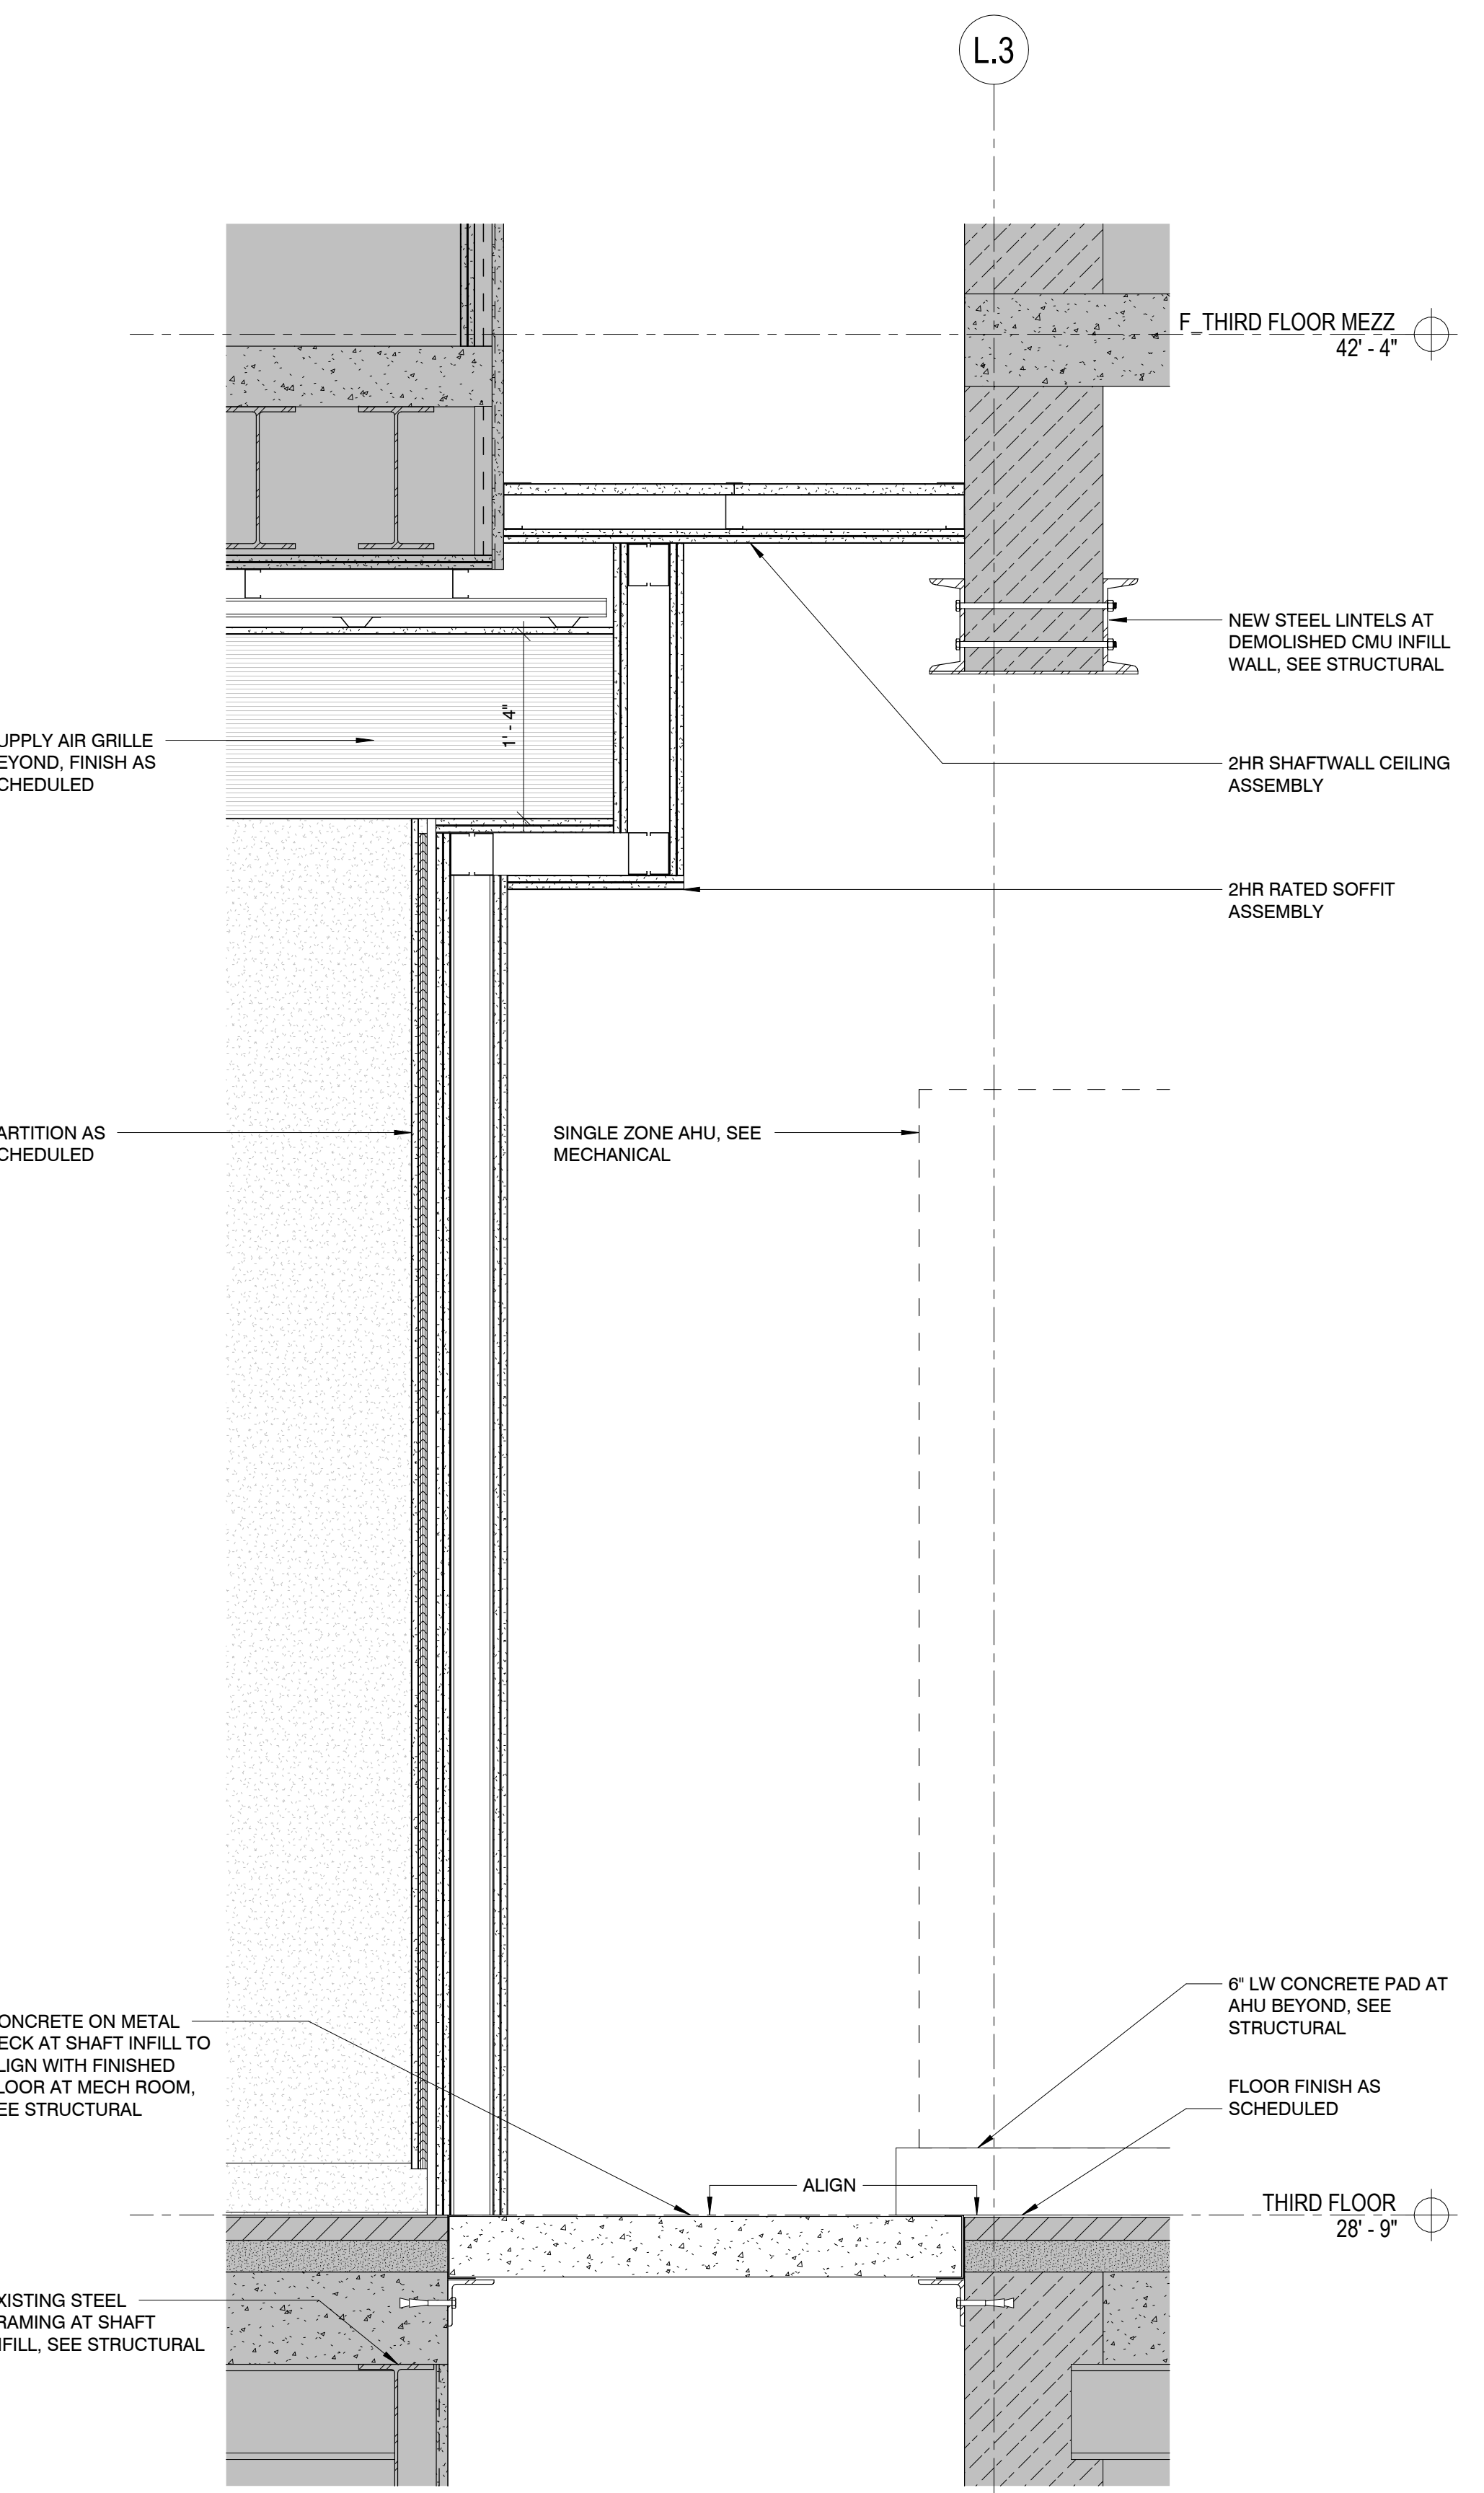 L.3
F_THIRD FLOOR MEZZ
42' - 4"
NEW STEEL LINTELS AT
DEMOLISHED CMU INFILL
WALL, SEE STRUCTURAL
1' - 4"
UPPLY AIR GRILLE
EYOND, FINISH AS
CHEDULED
2HR SHAFTWALL CEILING
ASSEMBLY
2HR RATED SOFFIT
ASSEMBLY
ARTITION AS
CHEDULED
SINGLE ZONE AHU, SEE
MECHANICAL
6" LW CONCRETE PAD AT
AHU BEYOND, SEE
STRUCTURAL
ONCRETE ON METAL
ECK AT SHAFT INFILL TO
LIGN WITH FINISHED
LOOR AT MECH ROOM,
EE STRUCTURAL
FLOOR FINISH AS
SCHEDULED
ALIGN
THIRD FLOOR
28' - 9"
XISTING STEEL
RAMING AT SHAFT
NFILL, SEE STRUCTURAL